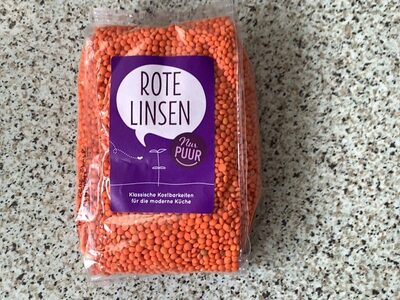 ROTE
LINSEN
Nur
PUUR
Klassische Kostbarkeiten
für die moderne Küche